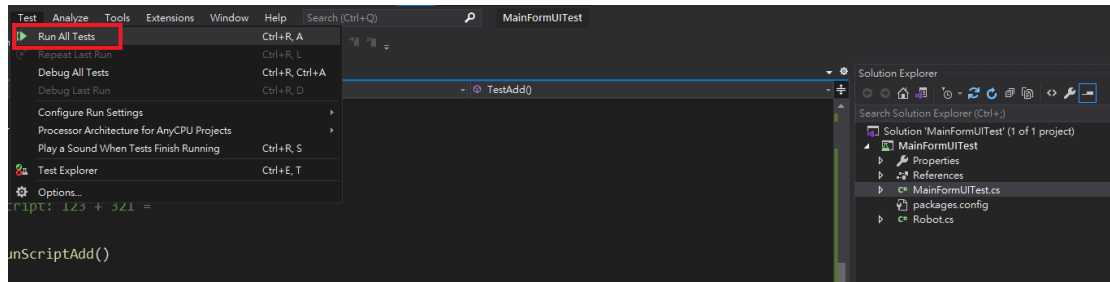 Test Analyze Tools Extensions Window Help Search (Ctrl+Q) MainFormUITest
Run All Tests Ctrl+R, A
Repeat Last Run Ctrl+R, L
Debug All Tests Ctrl+R, Ctrl+A
Debug Last Run Ctrl+R, D
Configure Run Settings
Processor Architecture for AnyCPU Projects
Play a Sound When Tests Finish Running Ctrl+R, S
Test Explorer Ctrl+E, T
Options...
TestAdd()
cript: 123 + 321 =
unScriptAdd()
Solution Explorer
Search Solution Explorer (Ctrl+;)
Solution 'MainFormUITest' (1 of 1 project)
MainFormUITest
Properties
References
C# MainFormUITest.cs
packages.config
C# Robot.cs